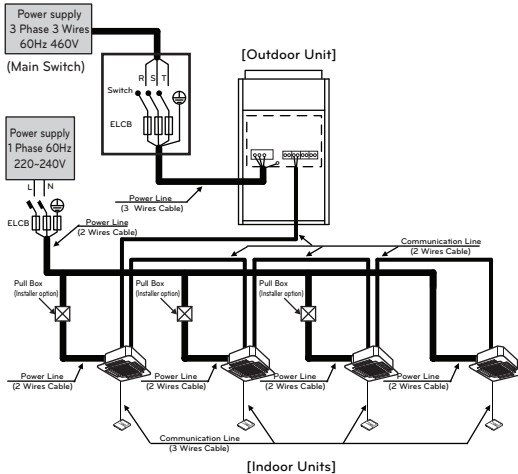 Power supply
3 Phase 3 Wires
60Hz 460V
(Main Switch)
[Outdoor Unit]
R S T
Switch
ELCB
Power supply
1 Phase 60Hz
220~240V
L N
ELCB
Power Line
(3 Wires Cable)
Power Line
(2 Wires Cable)
Communication Line
(2 Wires Cable)
Pull Box
(Installer option)
Pull Box
(Installer option)
Pull Box
(Installer option)
Power Line
(2 Wires Cable)
Power Line
(2 Wires Cable)
Power Line
(2 Wires Cable)
Power Line
(2 Wires Cable)
Communication Line
(3 Wires Cable)
[Indoor Units]